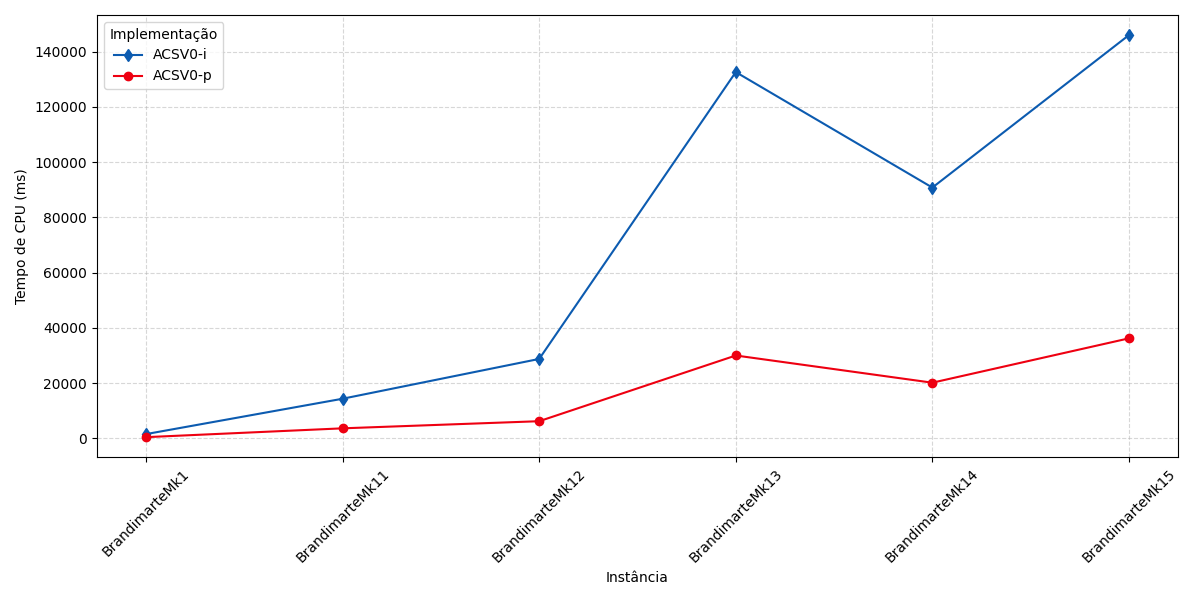 Implementação
ACSV0-i
ACSV0-p
Tempo de CPU (ms)
140000
120000
100000
80000
60000
40000
20000
0
BrandimarteMk1
BrandimarteMk11
BrandimarteMk12
BrandimarteMk13
BrandimarteMk14
BrandimarteMk15
Instância